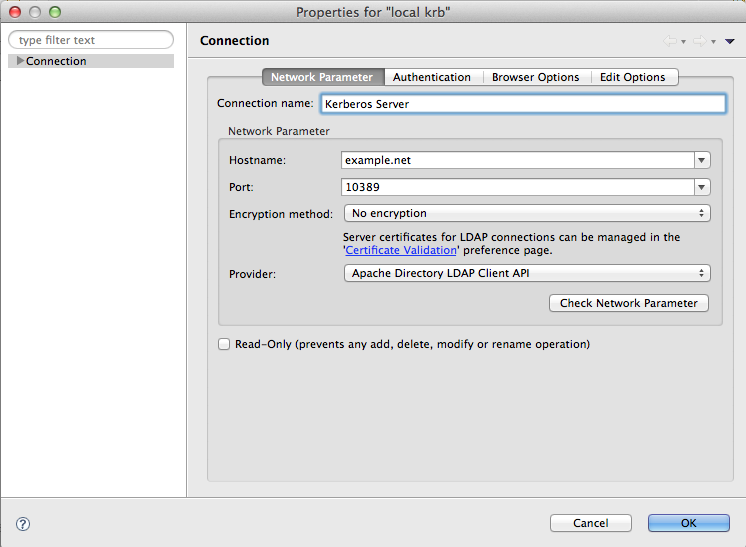 Properties for "local krb"
type filter text
Connection
Connection
Network Parameter Authentication Browser Options Edit Options
Connection name: Kerberos Server
Network Parameter
Hostname: example.net
Port: 10389
Encryption method: No encryption
Server certificates for LDAP connections can be managed in the
'Certificate Validation' preference page.
Provider: Apache Directory LDAP Client API
Check Network Parameter
Read-Only (prevents any add, delete, modify or rename operation)
? Cancel OK